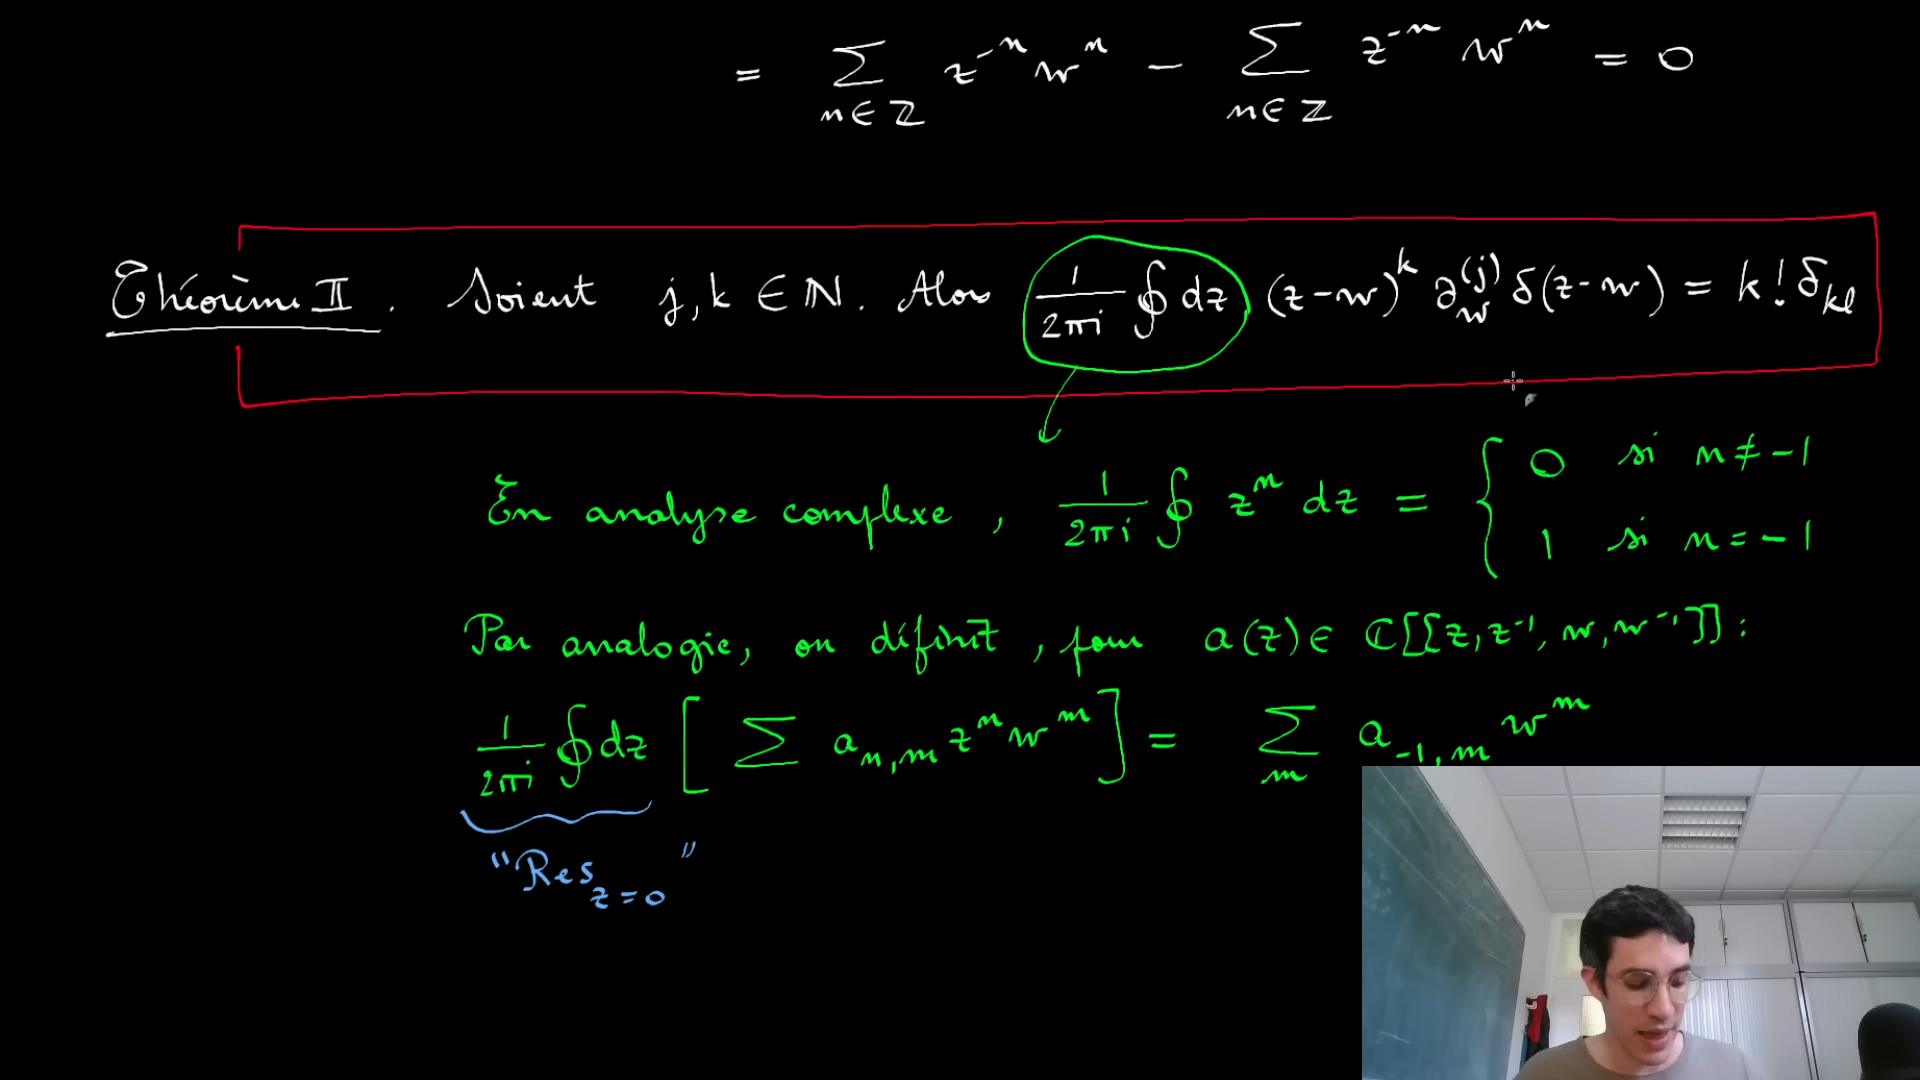 = ∑_{n∈ℤ} z^{-n} w^n − ∑_{n∈ℤ} z^{-n} w^n = 0
Théorème II. Soient j, k ∈ ℕ. Alors 1/(2πi) ∮ dz (z-w)^k ∂_w^{(j)} δ(z-w) = k! δ_{kl}
En analyse complexe, 1/(2πi) ∮ z^n dz = { 0 si n ≠ -1
1 si n = -1
Par analogie, on définit, pour a(z) ∈ ℂ[[z, z^{-1}, w, w^{-1}]] :
1/(2πi) ∮ dz [ ∑ a_{n,m} z^n w^m ] = ∑_m a_{-1,m} w^m
"Res_{z=0}"